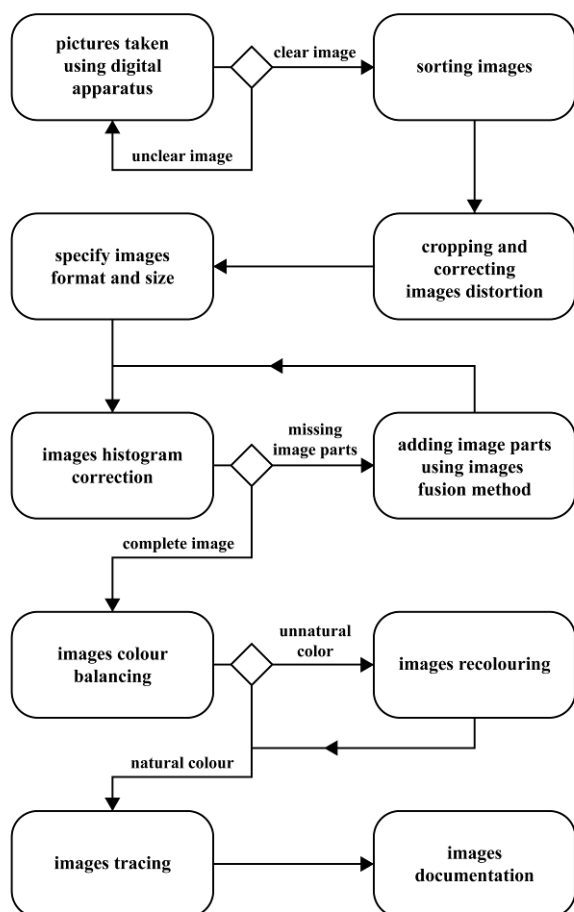 pictures taken
using digital
apparatus
clear image
sorting images
unclear image
specify images
format and size
cropping and
correcting
images distortion
images histogram
correction
missing
image parts
adding image parts
using images
fusion method
complete image
images colour
balancing
unnatural
color
images recolouring
natural colour
images tracing
images
documentation